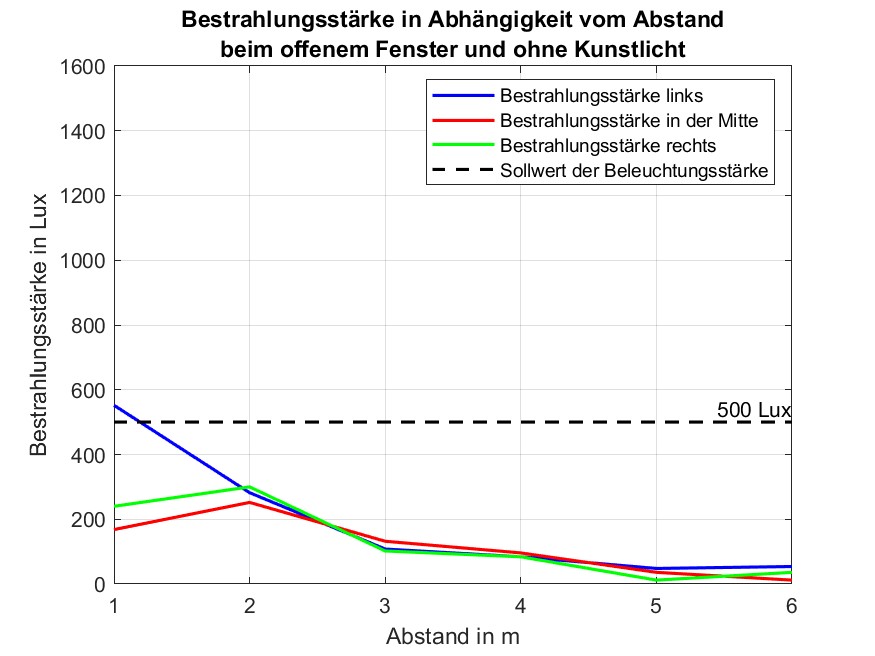 Bestrahlungsstärke in Abhängigkeit vom Abstand
beim offenem Fenster und ohne Kunstlicht
Bestrahlungsstärke in Lux
1600
1400
1200
1000
800
600
400
200
0
Bestrahlungsstärke links
Bestrahlungsstärke in der Mitte
Bestrahlungsstärke rechts
Sollwert der Beleuchtungsstärke
500 Lux
1 2 3 4 5 6
Abstand in m